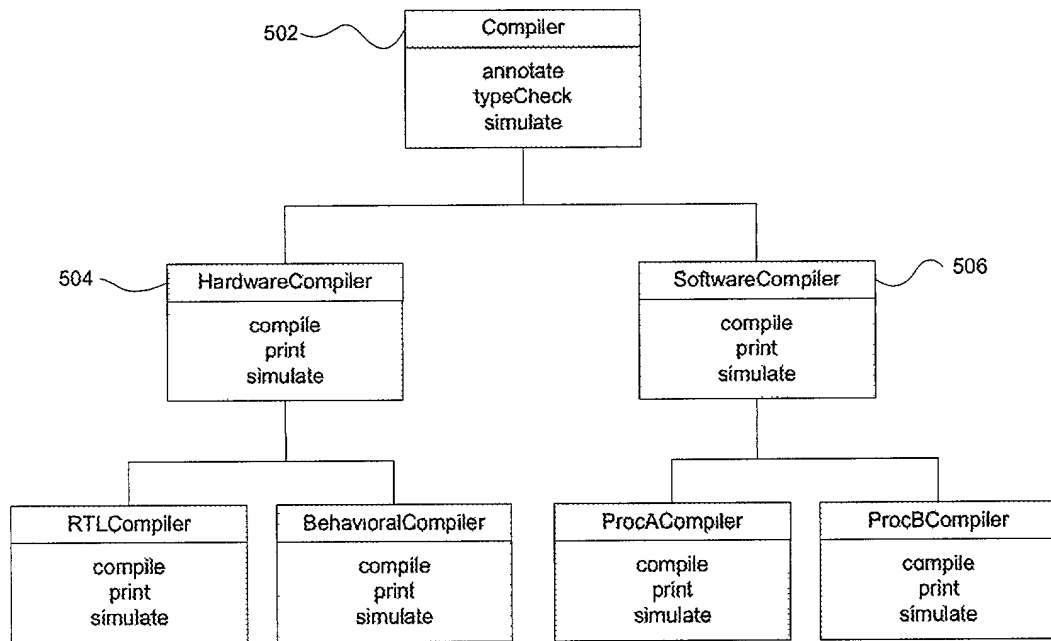 502
Compiler
annotate
typeCheck
simulate
504
HardwareCompiler
compile
print
simulate
SoftwareCompiler
506
compile
print
simulate
RTLCompiler
compile
print
simulate
BehavioralCompiler
compile
print
simulate
ProcACompiler
compile
print
simulate
ProcBCompiler
compile
print
simulate